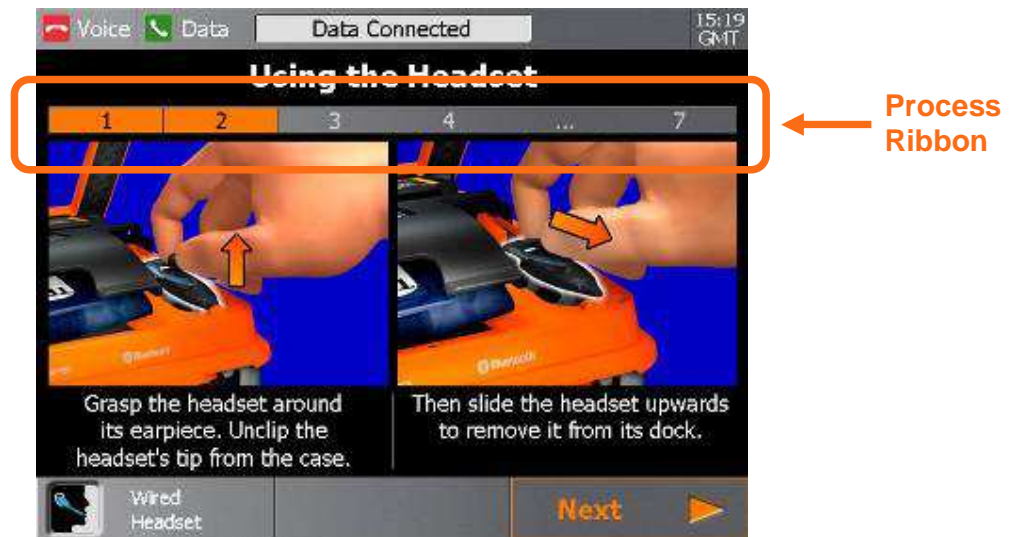 Voice Data Data Connected 15:19
GMT
Using the Headset
1 2 3 4 ... 7
Process
Ribbon
Bluetooth
Grasp the headset around
its earpiece. Unclip the
headset's tip from the case.
Then slide the headset upwards
to remove it from its dock.
Wired
Headset
Next